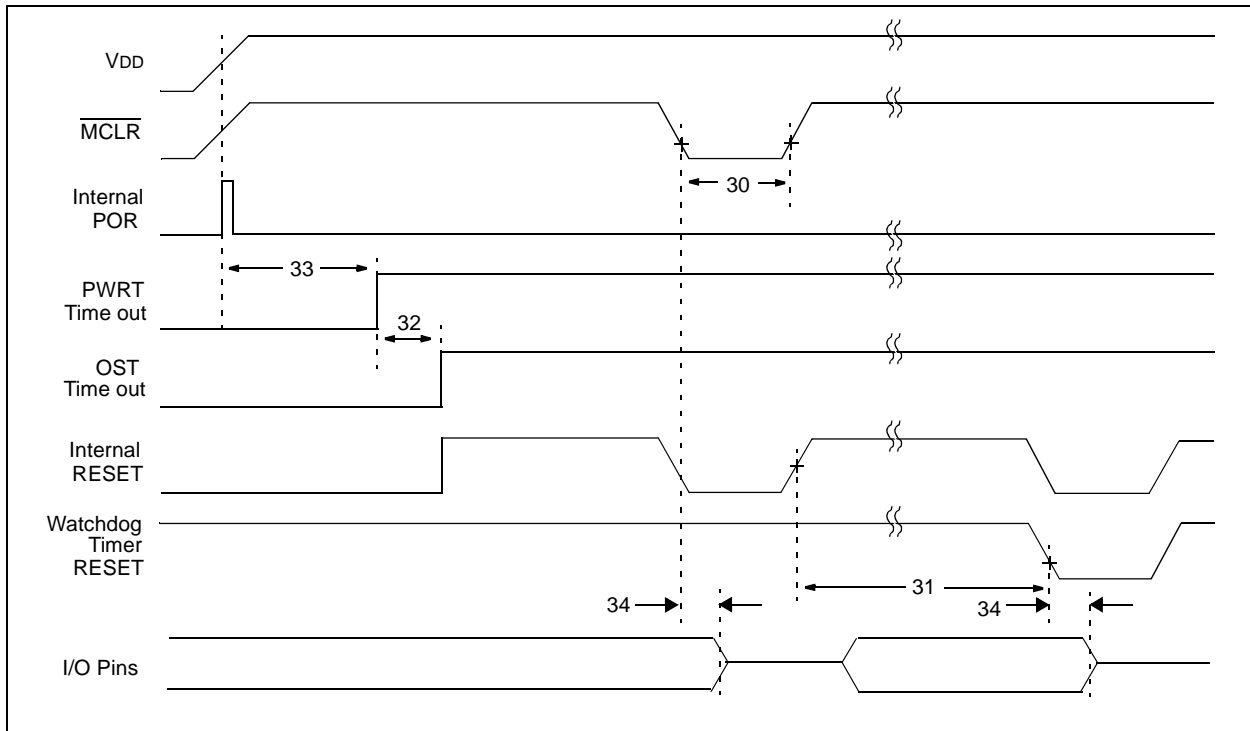 VDD
MCLR
30
Internal
POR
33
PWRT
Time out
32
OST
Time out
Internal
RESET
Watchdog
Timer
RESET
31
34
34
I/O Pins